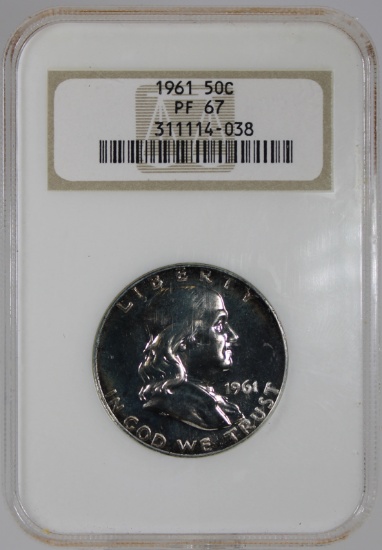 1961 50C
PF 67
311114-038
LIBERTY
1961
IN GOD WE TRUST